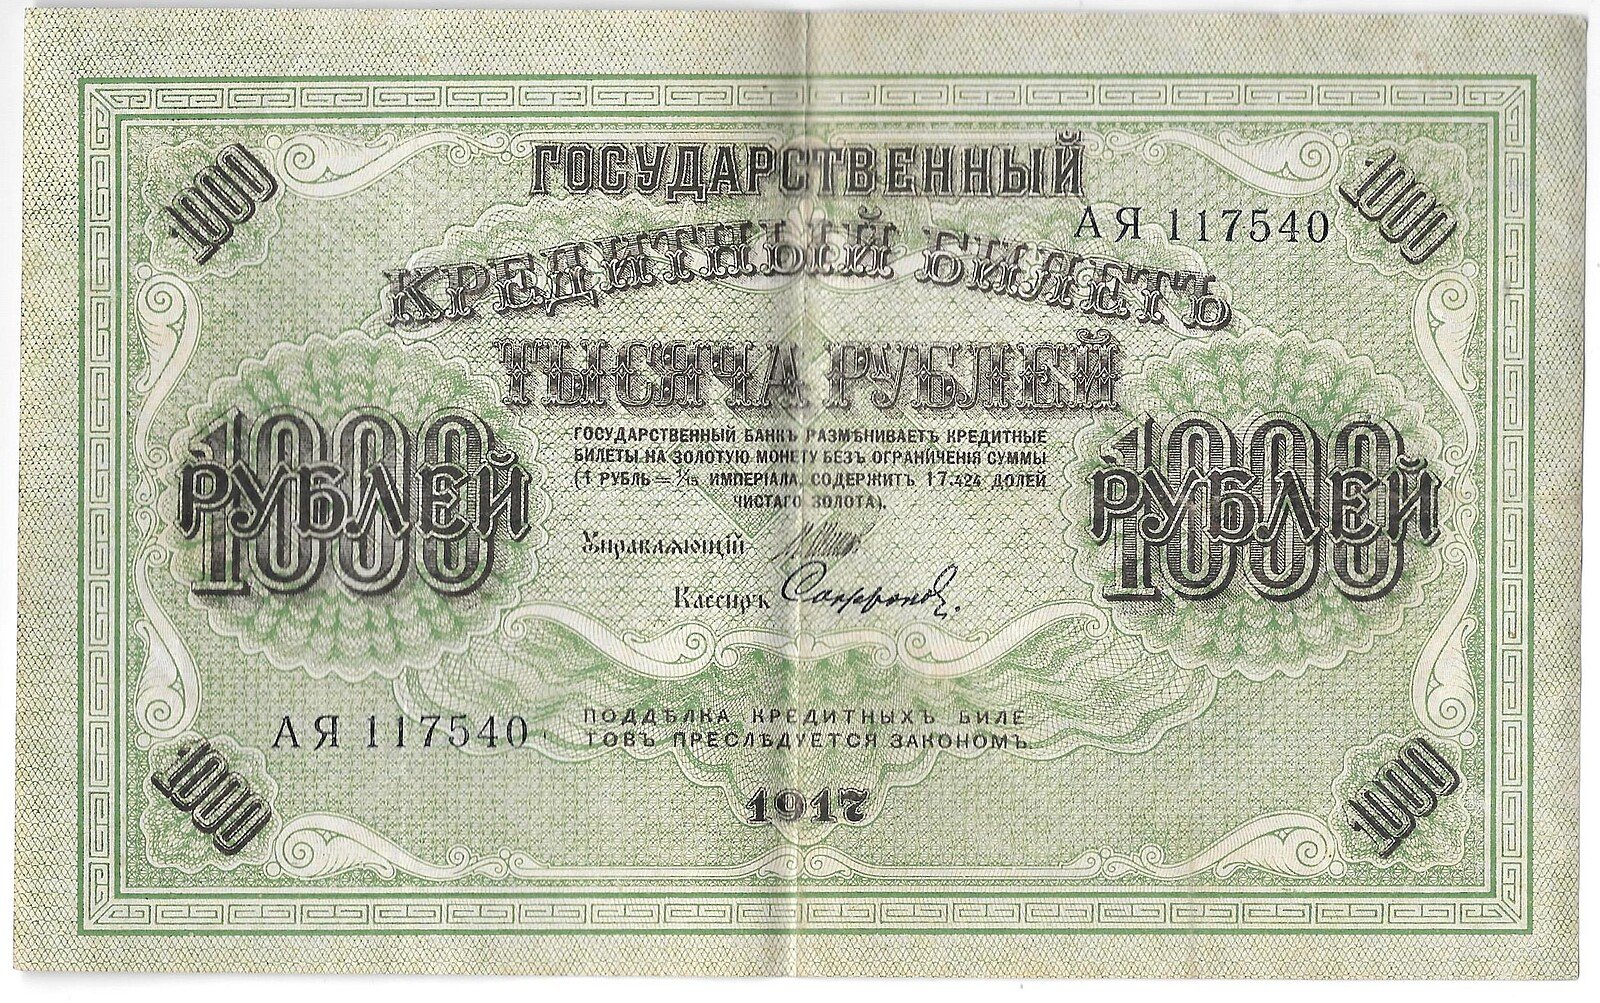 1000
1000
ГОСУДАРСТВЕННЫЙ
АЯ 117540
КРЕДИТНЫЙ БИЛЕТЪ
ТЫСЯЧА РУБЛЕЙ
1000
РУБЛЕЙ
1000
РУБЛЕЙ
ГОСУДАРСТВЕННЫЙ БАНКЪ РАЗМѢНИВАЕТЪ КРЕДИТНЫЕ
БИЛЕТЫ НА ЗОЛОТУЮ МОНЕТУ БЕЗЪ ОГРАНИЧЕНІЯ СУММЫ
(1 РУБЛЬ = 1/15 ИМПЕРІАЛА, СОДЕРЖИТЪ 17.424 ДОЛЕЙ
ЧИСТАГО ЗОЛОТА).
Управляющій
Кассиръ Сафронов
АЯ 117540
ПОДДѢЛКА КРЕДИТНЫХЪ БИЛЕ-
ТОВЪ ПРЕСЛѢДУЕТСЯ ЗАКОНОМЪ.
1917
1000
1000